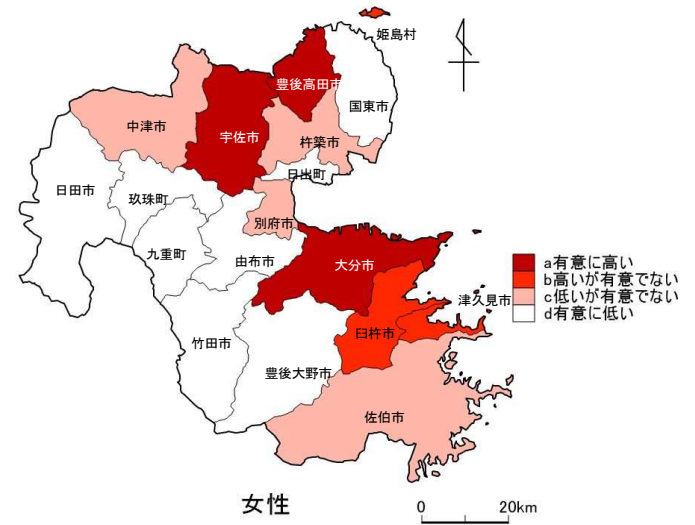 姫島村
豊後高田市
国東市
中津市
宇佐市
杵築市
日出町
日田市
玖珠町
別府市
九重町
由布市
大分市
a有意に高い
b高いが有意でない
c低いが有意でない
d有意に低い
津久見市
臼杵市
竹田市
豊後大野市
佐伯市
女性
0 20km